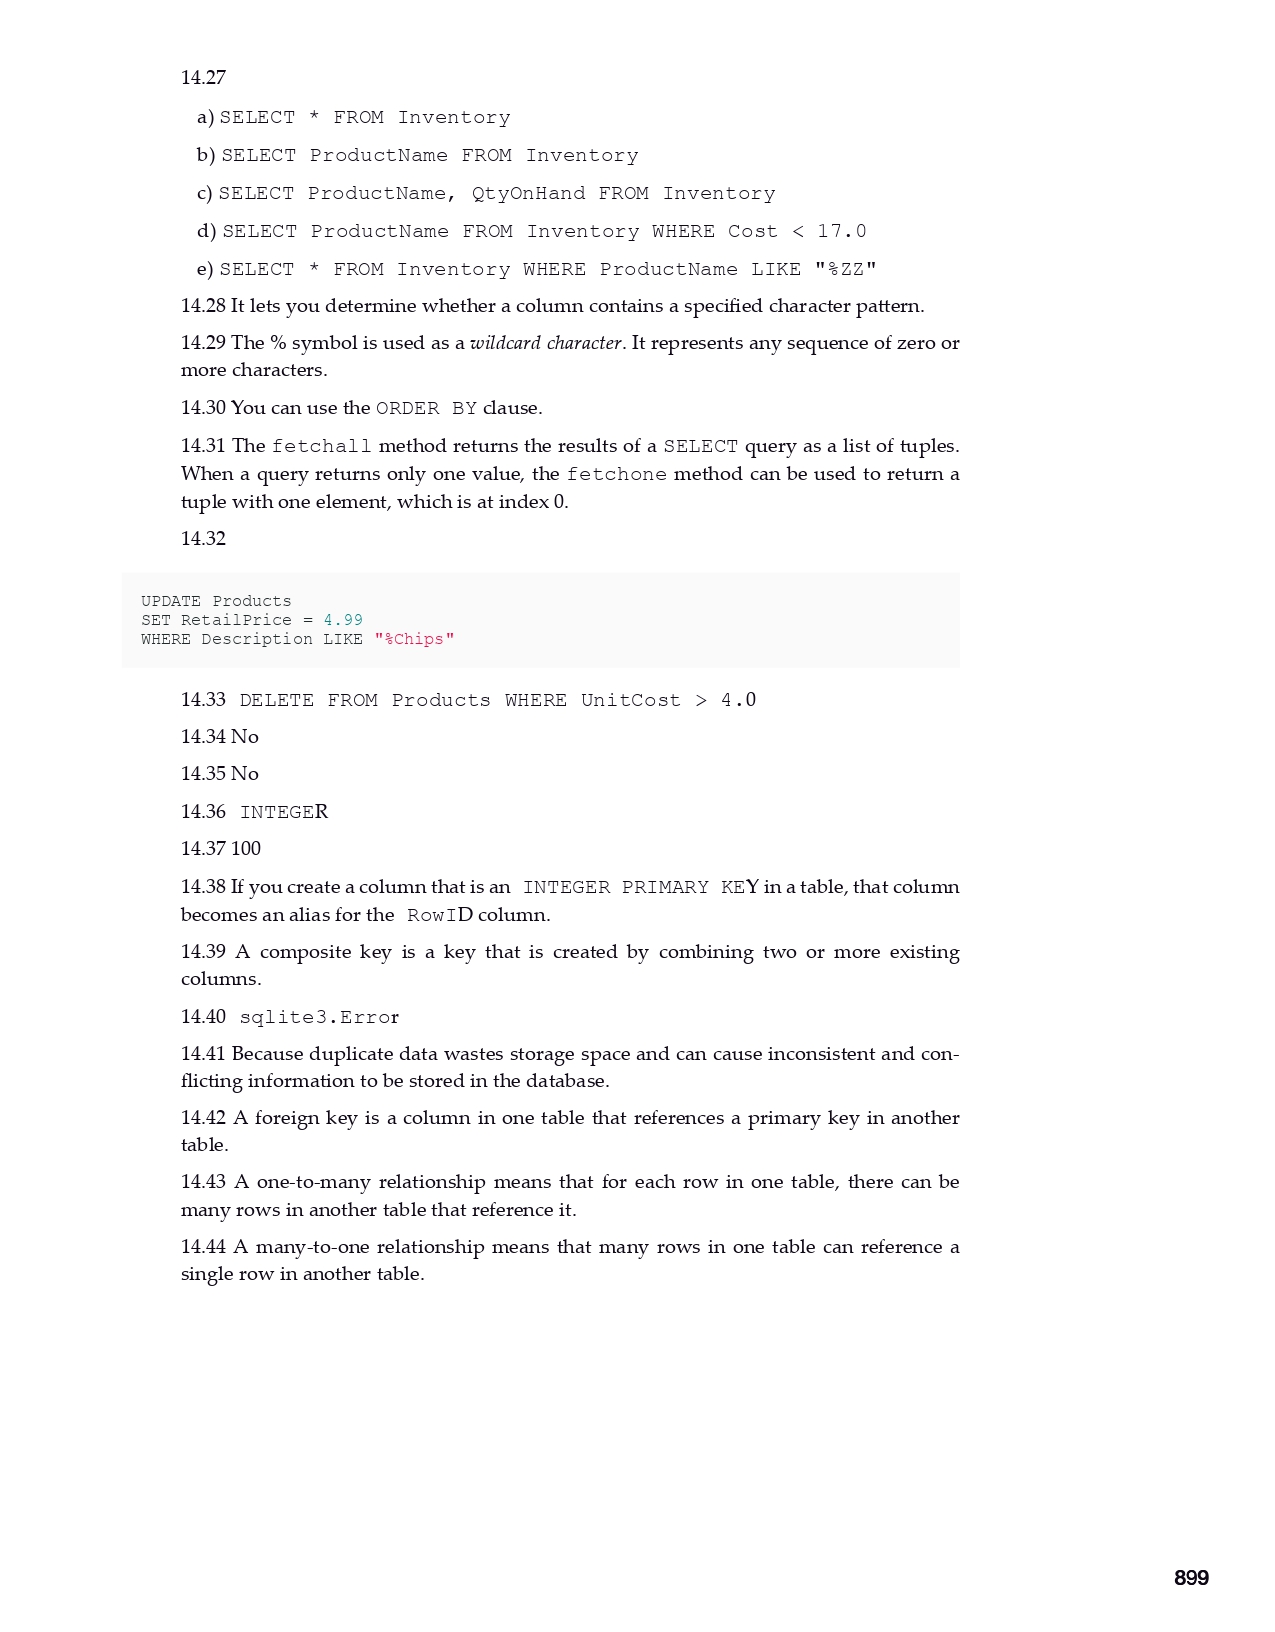 14.27
a) SELECT * FROM Inventory
b) SELECT ProductName FROM Inventory
c) SELECT ProductName, QtyOnHand FROM Inventory
d) SELECT ProductName FROM Inventory WHERE Cost < 17.0
e) SELECT * FROM Inventory WHERE ProductName LIKE "%ZZ"
14.28 It lets you determine whether a column contains a specified character pattern.
14.29 The % symbol is used as a wildcard character. It represents any sequence of zero or
more characters.
14.30 You can use the ORDER BY clause.
14.31 The fetchall method returns the results of a SELECT query as a list of tuples.
When a query returns only one value, the fetchone method can be used to return a
tuple with one element, which is at index 0.
14.32
UPDATE Products
SET RetailPrice = 4.99
WHERE Description LIKE "%Chips"
14.33 DELETE FROM Products WHERE UnitCost > 4.0
14.34 No
14.35 No
14.36 INTEGER
14.37 100
14.38 If you create a column that is an INTEGER PRIMARY KEY in a table, that column
becomes an alias for the RowID column.
14.39 A composite key is a key that is created by combining two or more existing
columns.
14.40 sqlite3.Error
14.41 Because duplicate data wastes storage space and can cause inconsistent and con-
flicting information to be stored in the database.
14.42 A foreign key is a column in one table that references a primary key in another
table.
14.43 A one-to-many relationship means that for each row in one table, there can be
many rows in another table that reference it.
14.44 A many-to-one relationship means that many rows in one table can reference a
single row in another table.
899